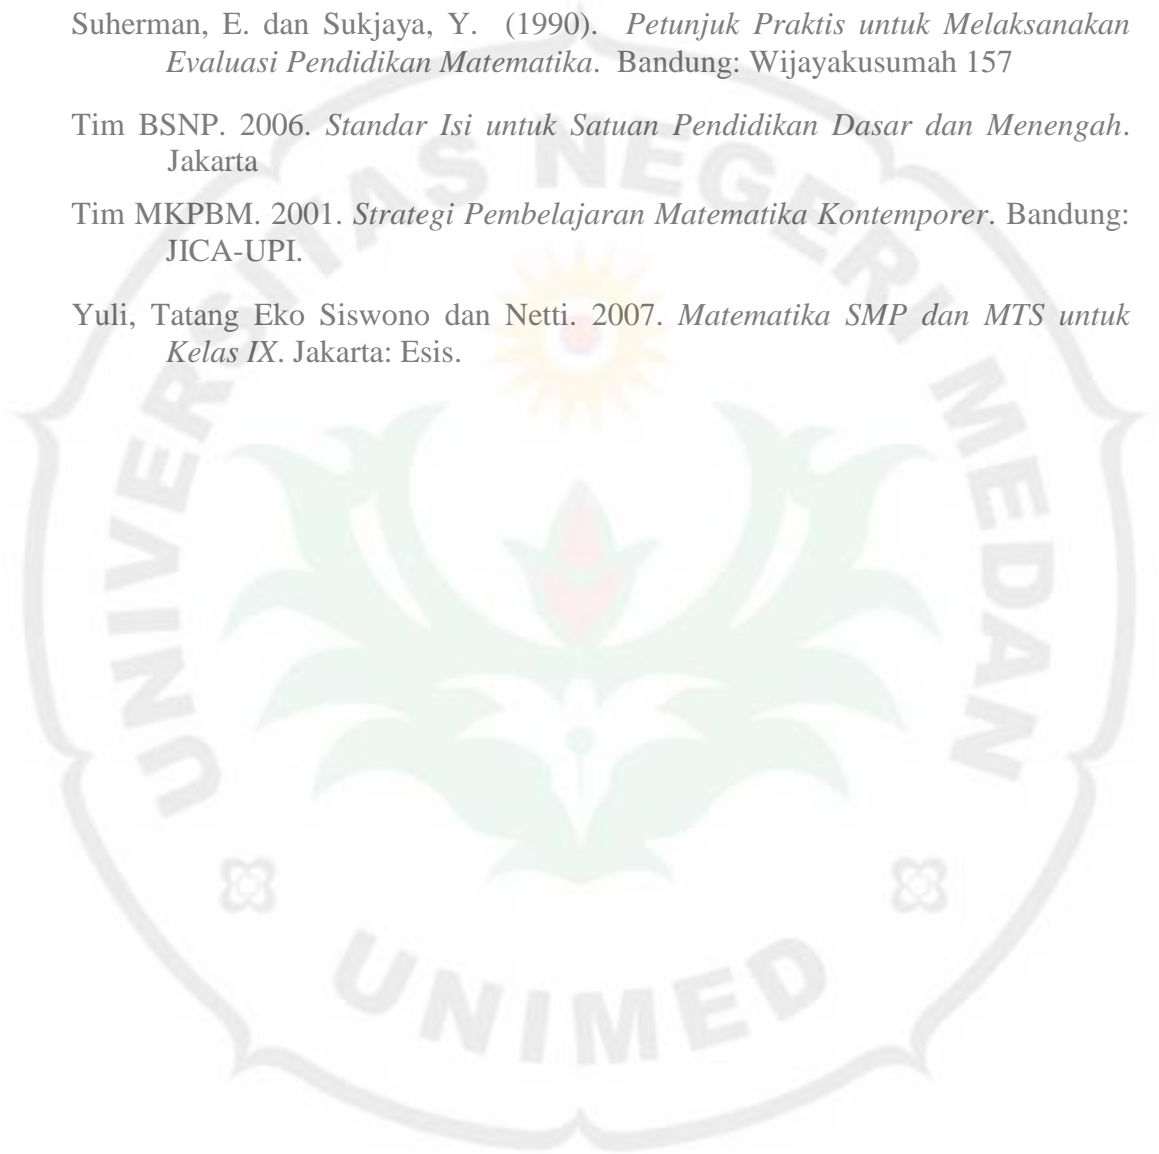 Suherman, E. dan Sukjaya, Y. (1990). Petunjuk Praktis untuk Melaksanakan
Evaluasi Pendidikan Matematika. Bandung: Wijayakusumah 157
Tim BSNP. 2006. Standar Isi untuk Satuan Pendidikan Dasar dan Menengah.
Jakarta
Tim MKPBM. 2001. Strategi Pembelajaran Matematika Kontemporer. Bandung:
JICA-UPI.
Yuli, Tatang Eko Siswono dan Netti. 2007. Matematika SMP dan MTS untuk
Kelas IX. Jakarta: Esis.
UNIVERSITAS NEGERI MEDAN
UNIMED